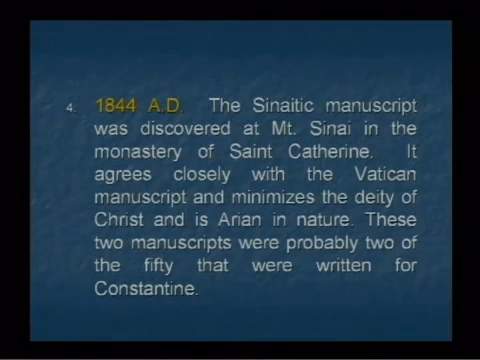 4. 1844 A.D. The Sinaitic manuscript
was discovered at Mt. Sinai in the
monastery of Saint Catherine. It
agrees closely with the Vatican
manuscript and minimizes the deity of
Christ and is Arian in nature. These
two manuscripts were probably two of
the fifty that were written for
Constantine.